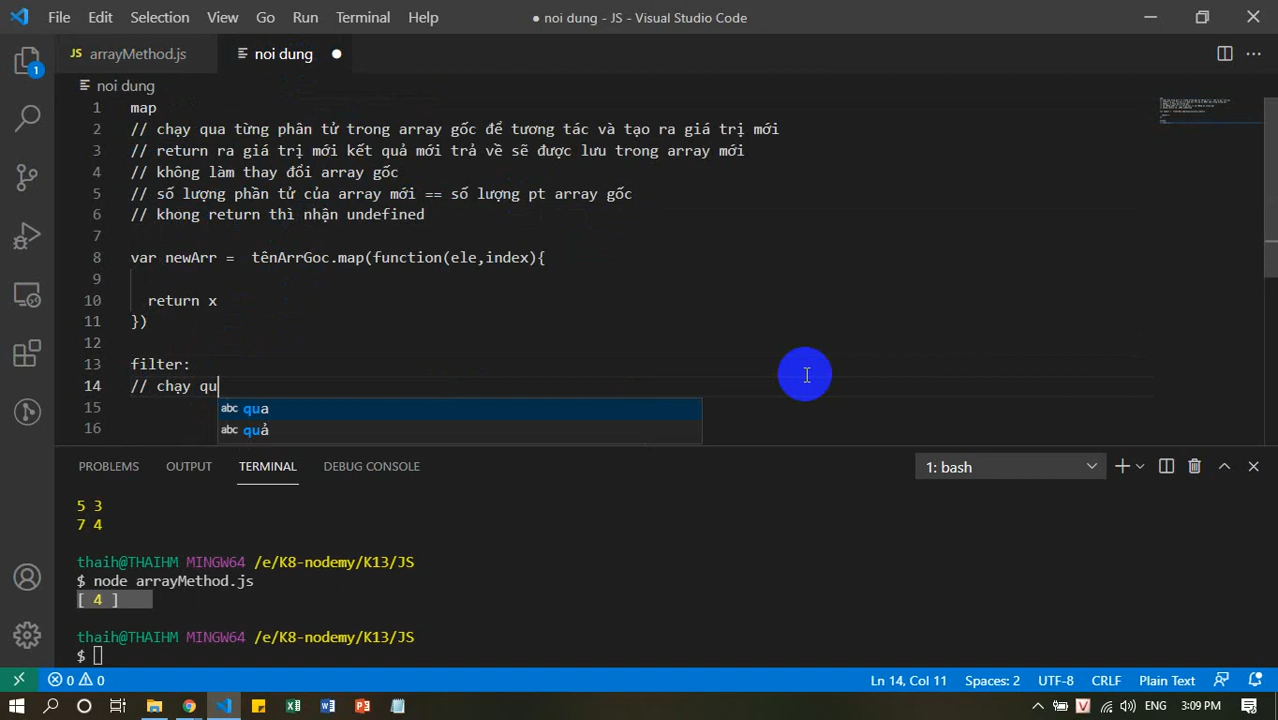 File Edit Selection View Go Run Terminal Help
● noi dung - JS - Visual Studio Code
JS arrayMethod.js
noi dung ●
noi dung
1 map
2 // chạy qua từng phân tử trong array gốc để tương tác và tạo ra giá trị mới
3 // return ra giá trị mới kết quả mới trả về sẽ được lưu trong array mới
4 // không làm thay đổi array gốc
5 // số lượng phần tử của array mới == số lượng pt array gốc
6 // khong return thì nhận undefined
7
8 var newArr =  tênArrGoc.map(function(ele,index){
9
10 return x
11 })
12
13 filter:
14 // chạy qu
abc qua
15
abc quả
16
PROBLEMS OUTPUT TERMINAL DEBUG CONSOLE
1: bash
5 3
7 4
thaih@THAIHM MINGW64 /e/K8-nodemy/K13/JS
$ node arrayMethod.js
[ 4 ]
thaih@THAIHM MINGW64 /e/K8-nodemy/K13/JS
$
1
0 0
Ln 14, Col 11 Spaces: 2 UTF-8 CRLF Plain Text
V ENG 3:09 PM